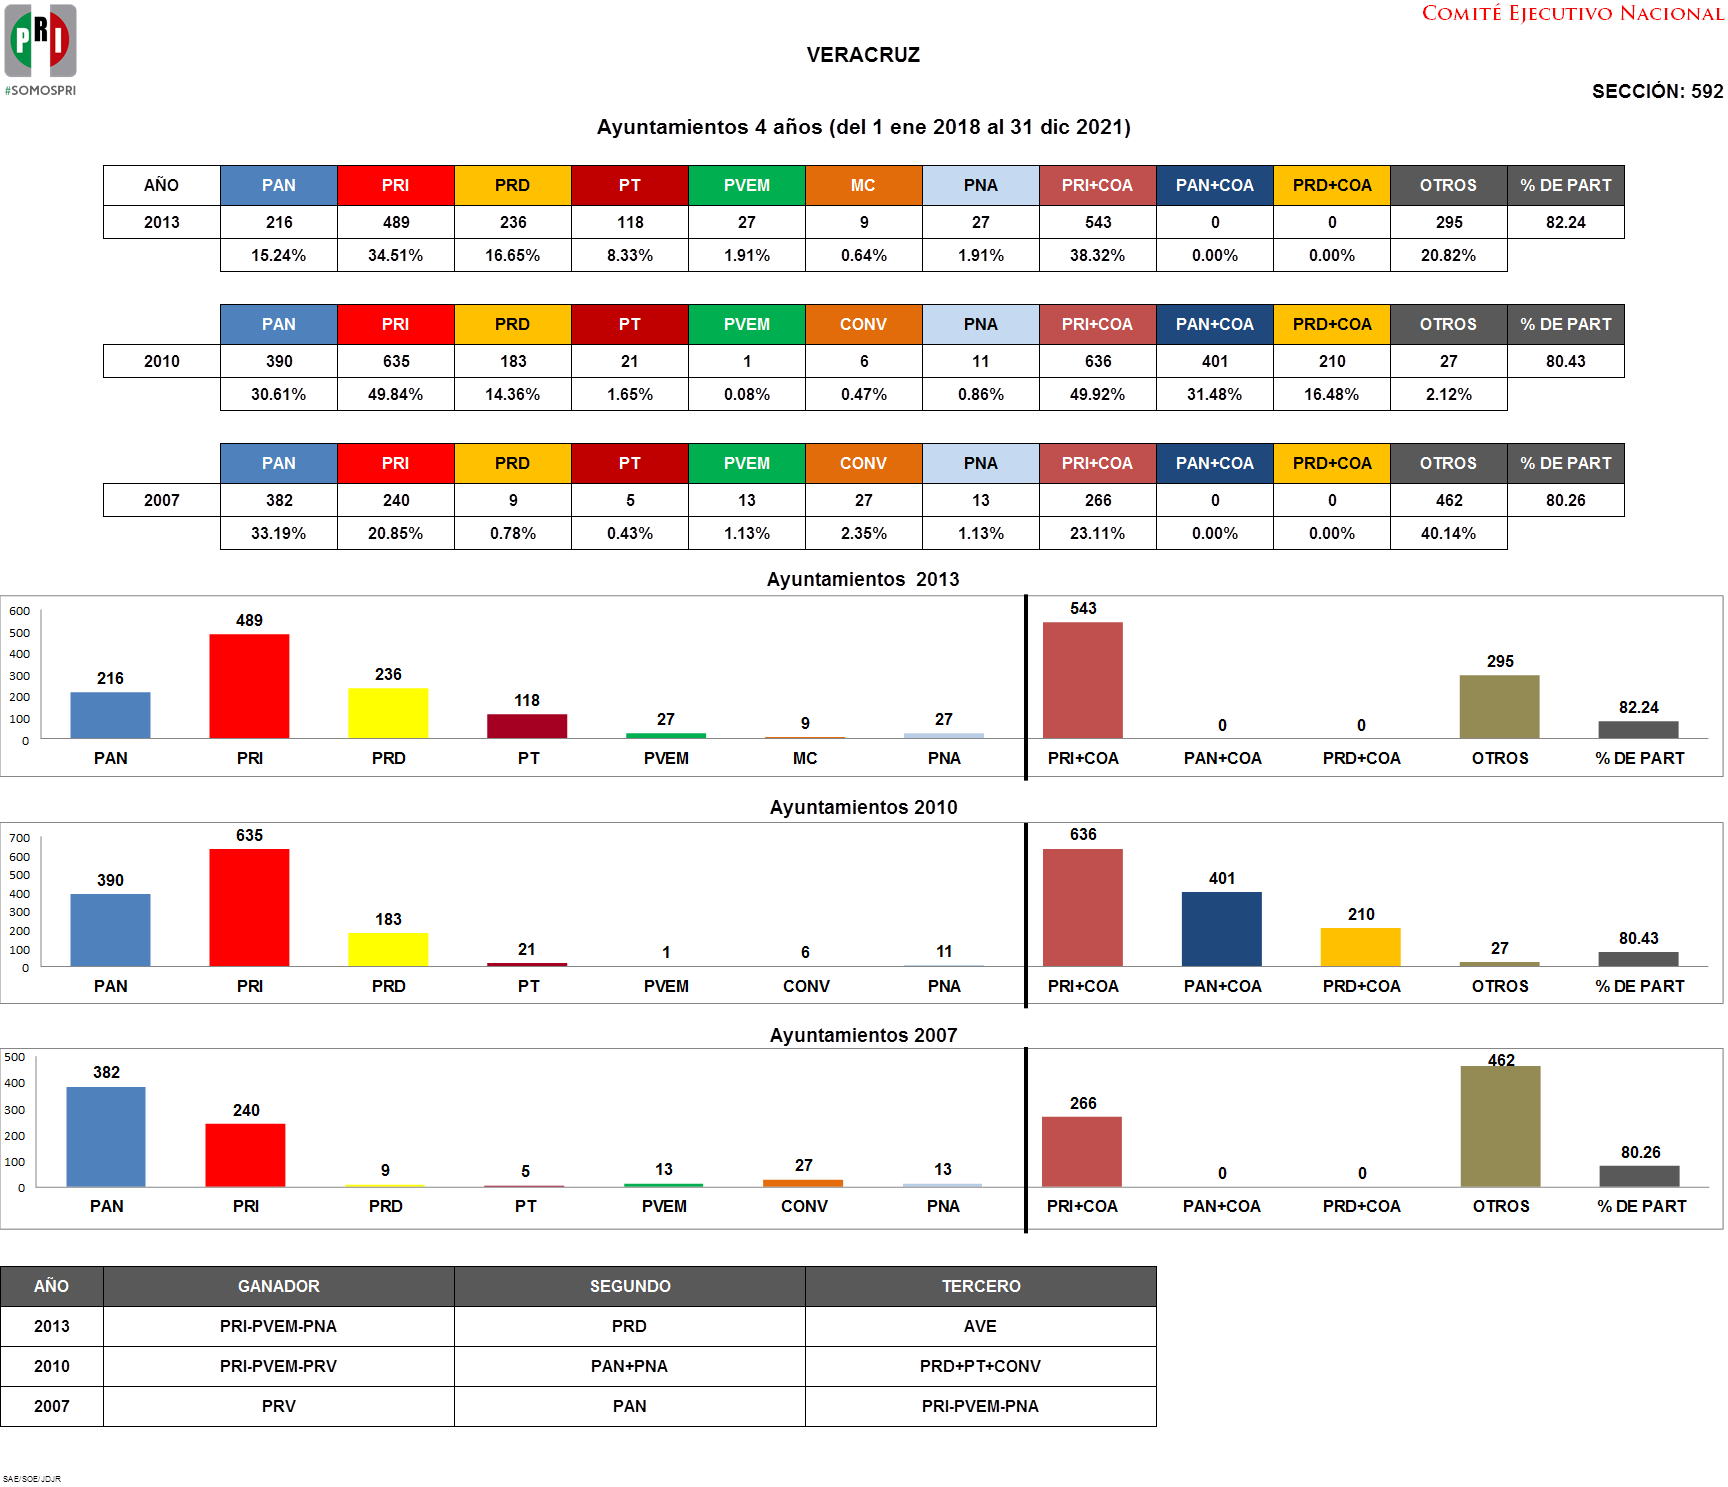 PRI
#SOMOSPRI
COMITÉ EJECUTIVO NACIONAL
VERACRUZ
SECCIÓN: 592
Ayuntamientos 4 años (del 1 ene 2018 al 31 dic 2021)
AÑO PAN PRI PRD PT PVEM MC PNA PRI+COA PAN+COA PRD+COA OTROS % DE PART
2013 216 489 236 118 27 9 27 543 0 0 295 82.24
15.24% 34.51% 16.65% 8.33% 1.91% 0.64% 1.91% 38.32% 0.00% 0.00% 20.82%
PAN PRI PRD PT PVEM CONV PNA PRI+COA PAN+COA PRD+COA OTROS % DE PART
2010 390 635 183 21 1 6 11 636 401 210 27 80.43
30.61% 49.84% 14.36% 1.65% 0.08% 0.47% 0.86% 49.92% 31.48% 16.48% 2.12%
PAN PRI PRD PT PVEM CONV PNA PRI+COA PAN+COA PRD+COA OTROS % DE PART
2007 382 240 9 5 13 27 13 266 0 0 462 80.26
33.19% 20.85% 0.78% 0.43% 1.13% 2.35% 1.13% 23.11% 0.00% 0.00% 40.14%
Ayuntamientos 2013
600
500
400
300
200
100
0
216 489 236 118 27 9 27 543 0 0 295 82.24
PAN PRI PRD PT PVEM MC PNA PRI+COA PAN+COA PRD+COA OTROS % DE PART
Ayuntamientos 2010
700
600
500
400
300
200
100
0
390 635 183 21 1 6 11 636 401 210 27 80.43
PAN PRI PRD PT PVEM CONV PNA PRI+COA PAN+COA PRD+COA OTROS % DE PART
Ayuntamientos 2007
500
400
300
200
100
0
382 240 9 5 13 27 13 266 0 0 462 80.26
PAN PRI PRD PT PVEM CONV PNA PRI+COA PAN+COA PRD+COA OTROS % DE PART
AÑO GANADOR SEGUNDO TERCERO
2013 PRI-PVEM-PNA PRD AVE
2010 PRI-PVEM-PRV PAN+PNA PRD+PT+CONV
2007 PRV PAN PRI-PVEM-PNA
SAE/SOE/JDJR